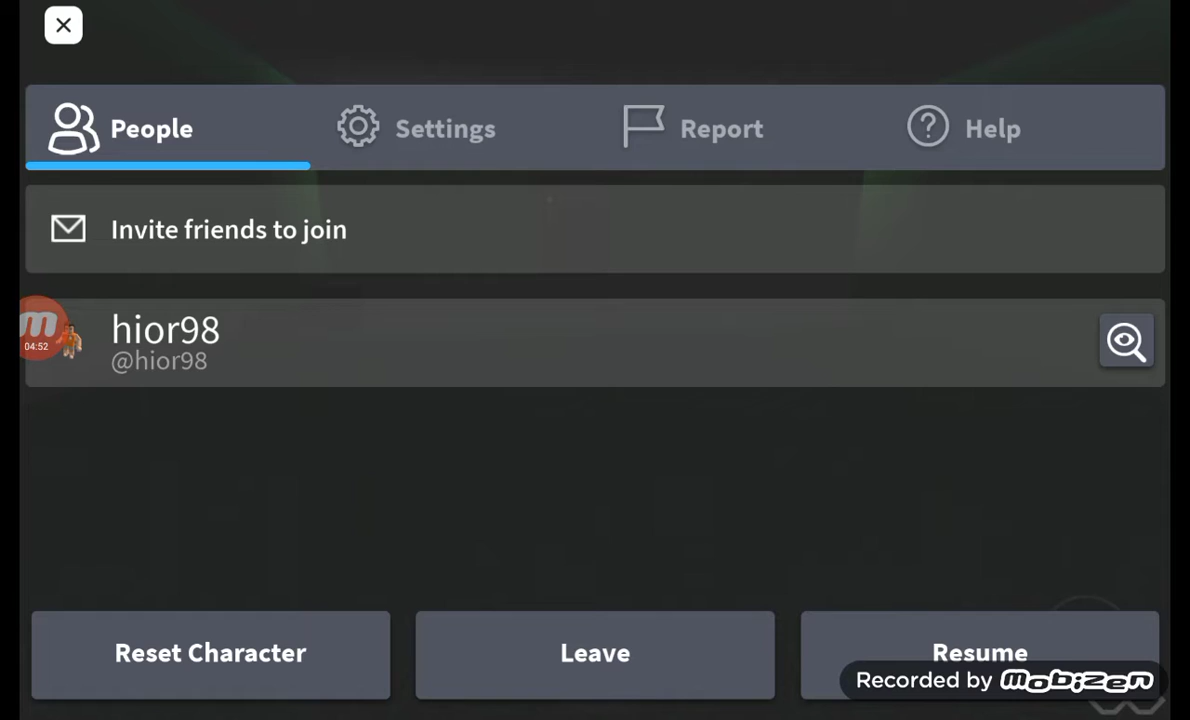 People
Settings
Report
Help
Invite friends to join
hior98
@hior98
04:52
Reset Character
Leave
Resume
Recorded by mobizen